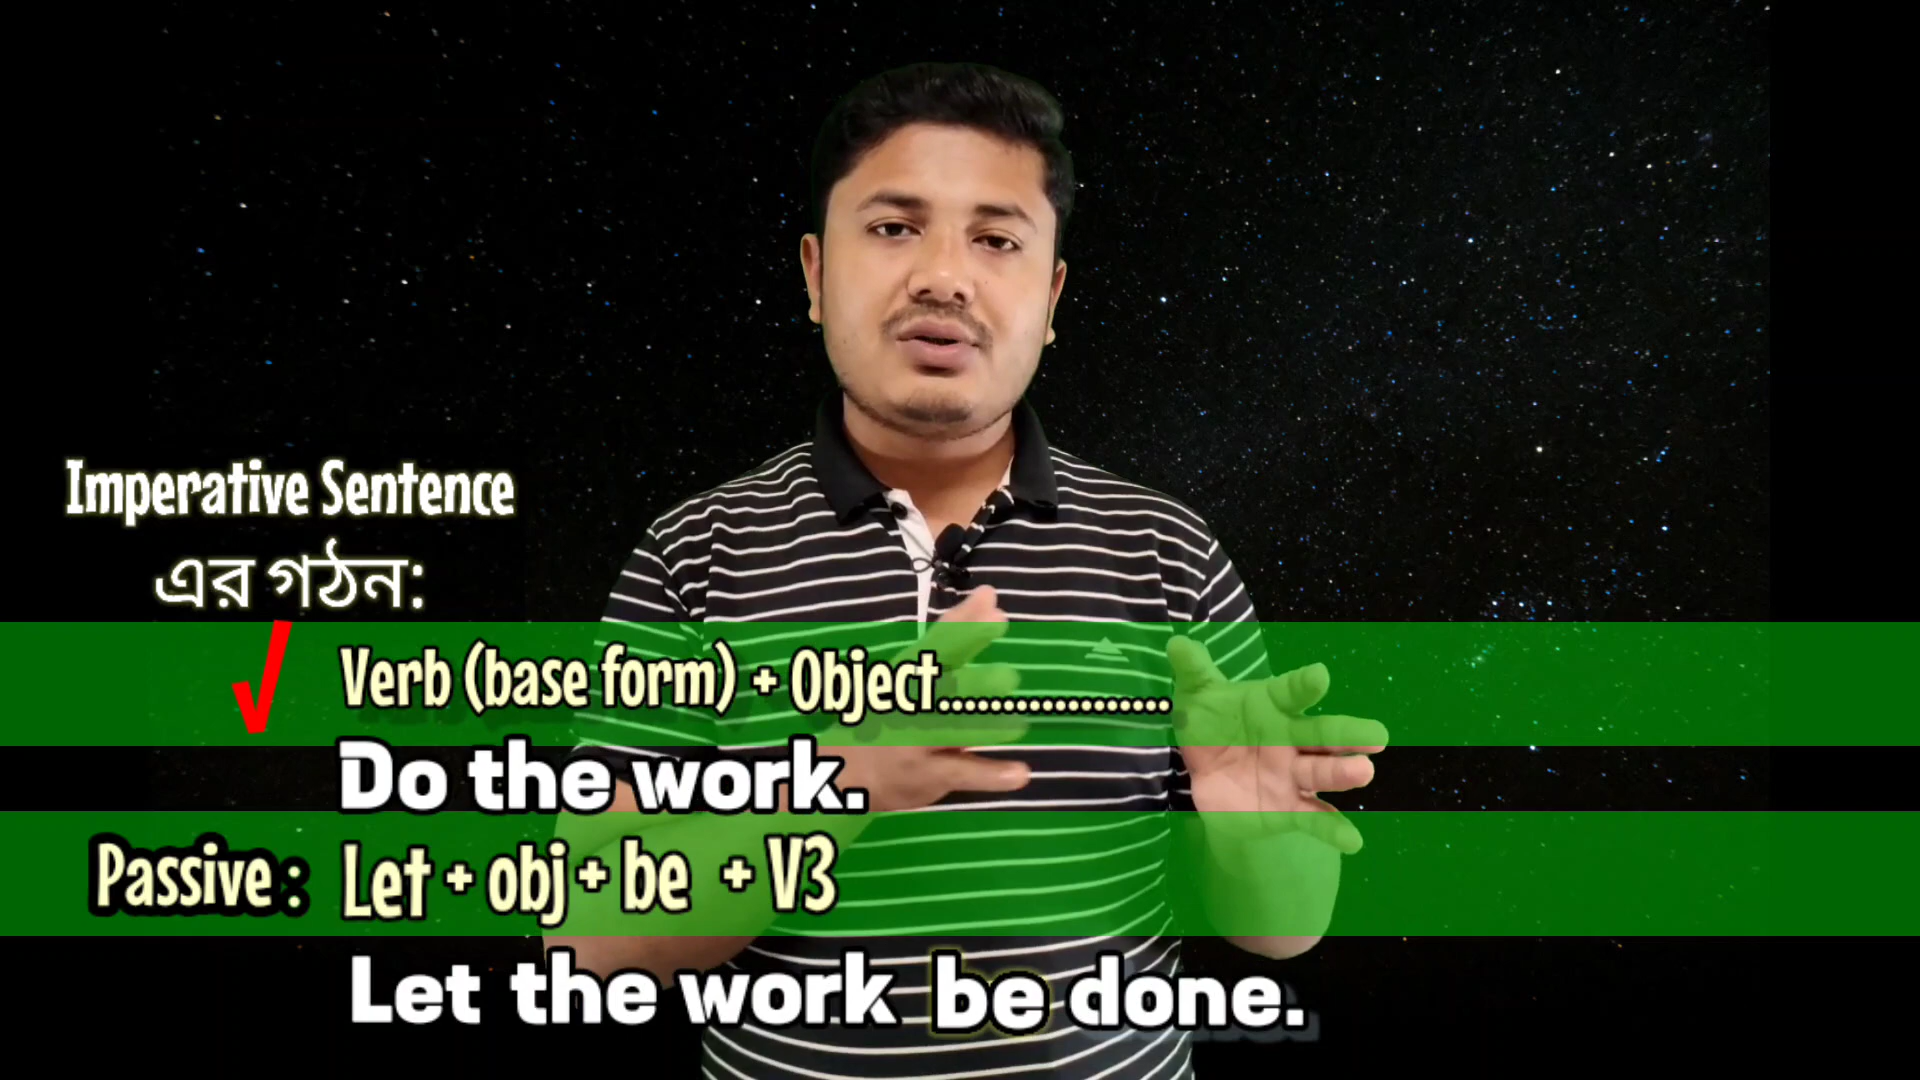 Imperative Sentence
এর গঠন:
Verb (base form) + Object..................
Do the work.
Passive : Let + obj + be + V3
Let the work be done.